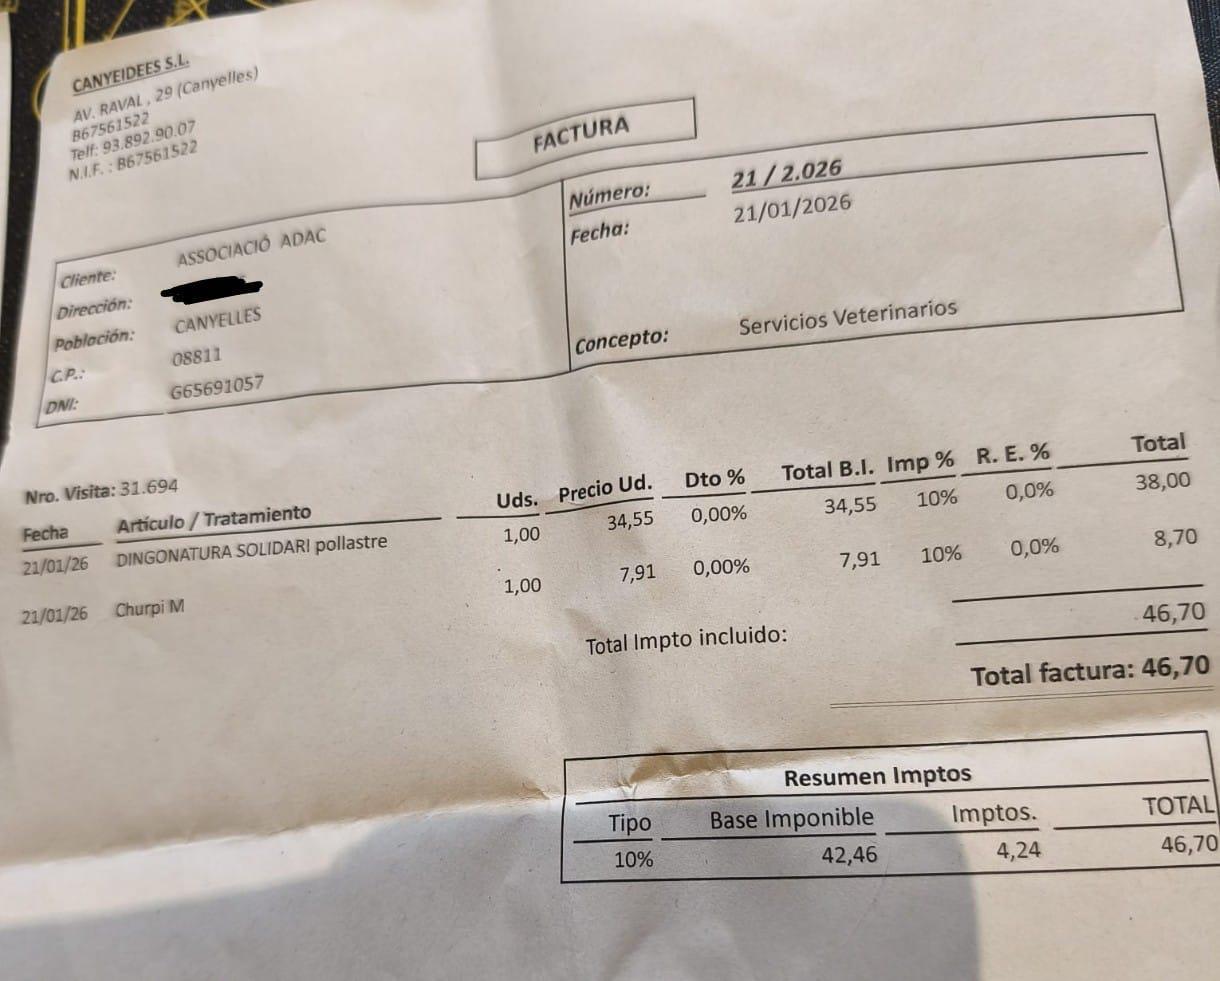 CANYEIDEES S.L.
AV. RAVAL , 29 (Canyelles)
B67561522
Telf: 93.892.90.07
N.I.F. : B67561522
FACTURA
Número: 21 / 2.026
Fecha: 21/01/2026
Concepto: Servicios Veterinarios
Cliente: ASSOCIACIÓ ADAC
Dirección:
Población: CANYELLES
C.P.: 08811
DNI: G65691057
Nro. Visita: 31.694
Fecha Artículo / Tratamiento Uds. Precio Ud. Dto % Total B.I. Imp % R. E. % Total
21/01/26 DINGONATURA SOLIDARI pollastre 1,00 34,55 0,00% 34,55 10% 0,0% 38,00
21/01/26 Churpi M 1,00 7,91 0,00% 7,91 10% 0,0% 8,70
Total Impto incluido: 46,70
Total factura: 46,70
Resumen Imptos
Tipo Base Imponible Imptos. TOTAL
10% 42,46 4,24 46,70